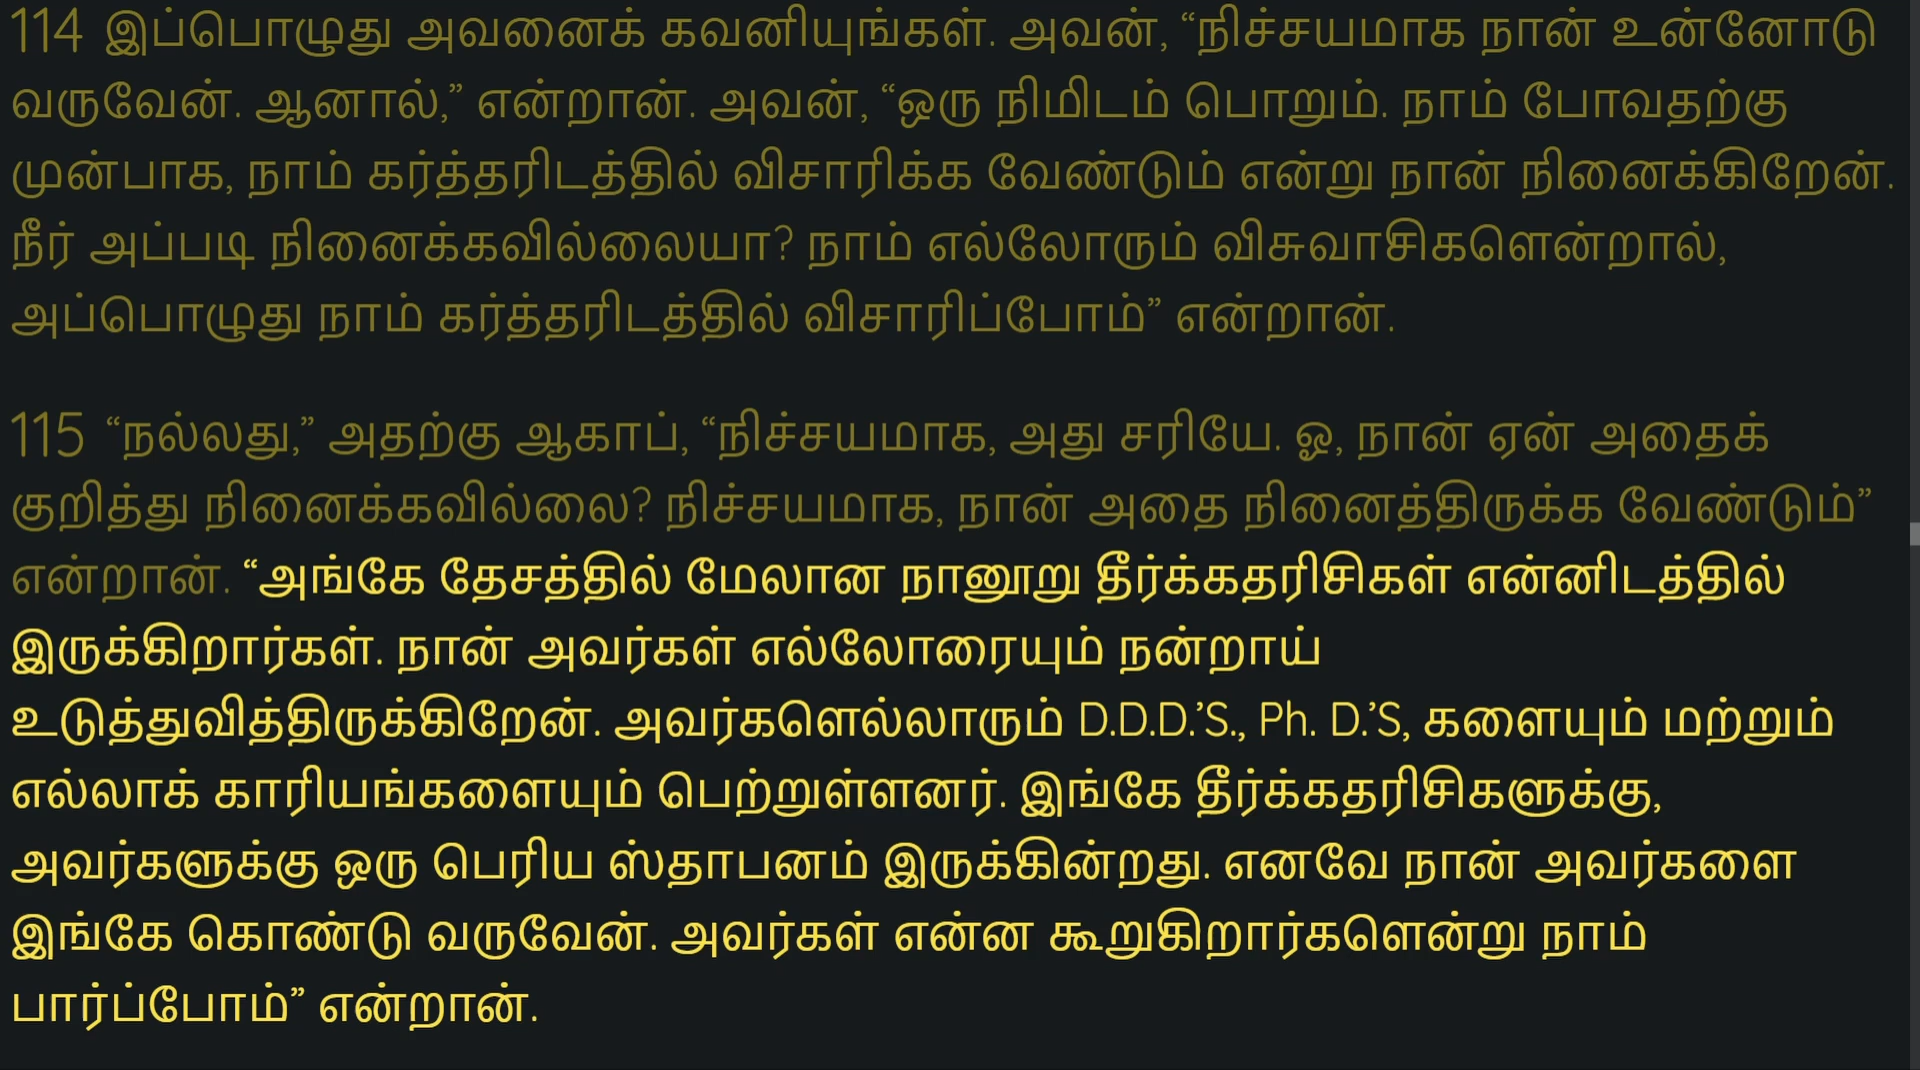 114 இப்பொழுது அவனைக் கவனியுங்கள். அவன், “நிச்சயமாக நான் உன்னோடு
வருவேன். ஆனால்,” என்றான். அவன், “ஒரு நிமிடம் பொறும். நாம் போவதற்கு
முன்பாக, நாம் கர்த்தரிடத்தில் விசாரிக்க வேண்டும் என்று நான் நினைக்கிறேன்.
நீர் அப்படி நினைக்கவில்லையா? நாம் எல்லோரும் விசுவாசிகளென்றால்,
அப்பொழுது நாம் கர்த்தரிடத்தில் விசாரிப்போம்” என்றான்.
115 “நல்லது,” அதற்கு ஆகாப், “நிச்சயமாக, அது சரியே. ஓ, நான் ஏன் அதைக்
குறித்து நினைக்கவில்லை? நிச்சயமாக, நான் அதை நினைத்திருக்க வேண்டும்”
என்றான். “அங்கே தேசத்தில் மேலான நானூறு தீர்க்கதரிசிகள் என்னிடத்தில்
இருக்கிறார்கள். நான் அவர்கள் எல்லோரையும் நன்றாய்
உடுத்துவித்திருக்கிறேன். அவர்களெல்லாரும் D.D.D.’S., Ph. D.’S, களையும் மற்றும்
எல்லாக் காரியங்களையும் பெற்றுள்ளனர். இங்கே தீர்க்கதரிசிகளுக்கு,
அவர்களுக்கு ஒரு பெரிய ஸ்தாபனம் இருக்கின்றது. எனவே நான் அவர்களை
இங்கே கொண்டு வருவேன். அவர்கள் என்ன கூறுகிறார்களென்று நாம்
பார்ப்போம்” என்றான்.